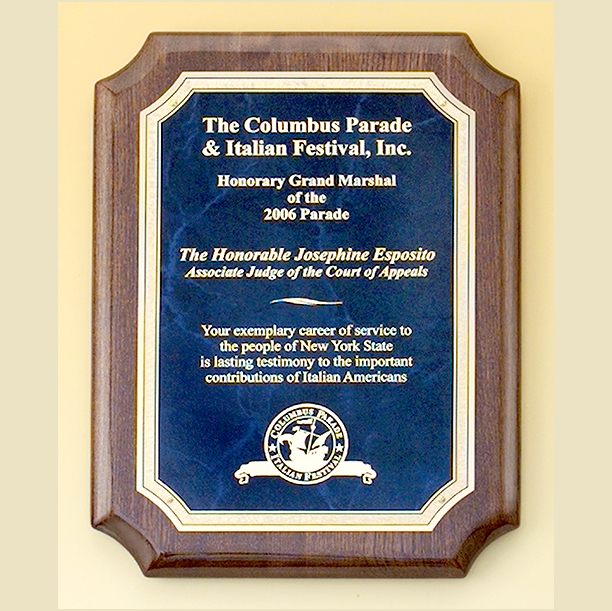 The Columbus Parade
& Italian Festival, Inc.
Honorary Grand Marshal
of the
2006 Parade
The Honorable Josephine Esposito
Associate Judge of the Court of Appeals
Your exemplary career of service to
the people of New York State
is lasting testimony to the important
contributions of Italian Americans
COLUMBUS PARADE
ITALIAN FESTIVAL